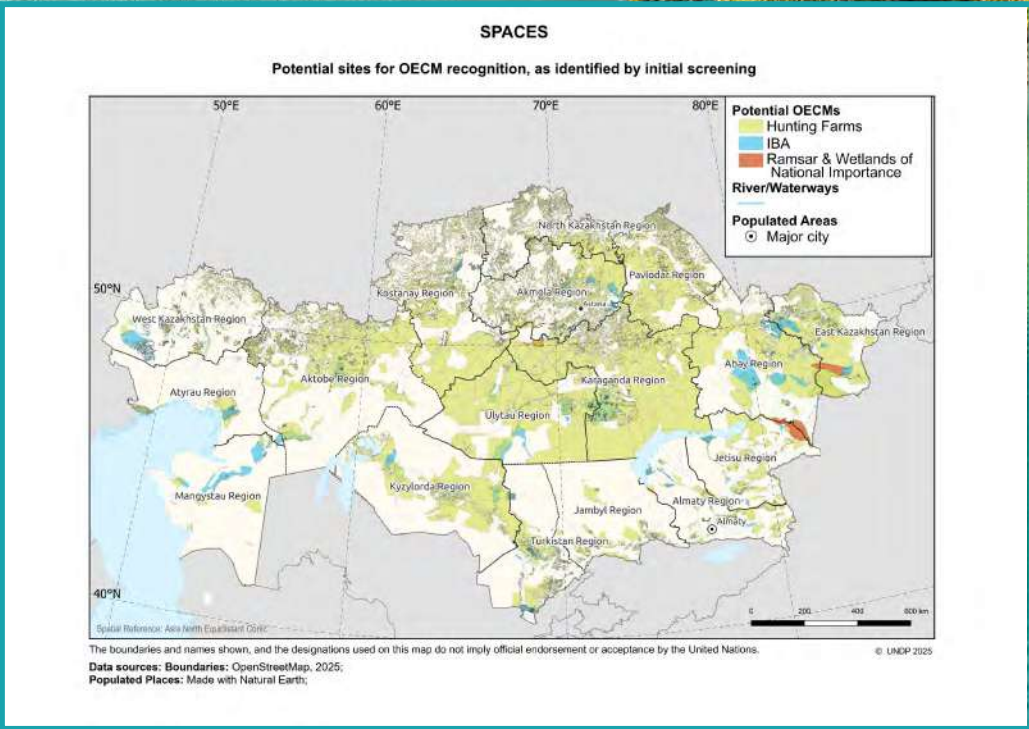 SPACES
Potential sites for OECM recognition, as identified by initial screening
50°E
60°E
70°E
80°E
Potential OECMs
Hunting Farms
IBA
Ramsar & Wetlands of
National Importance
River/Waterways
Populated Areas
Major city
North Kazakhstan Region
Pavlodar Region
Kostanay Region
Akmola Region
Astana
50°N
West Kazakhstan Region
East Kazakhstan Region
Abay Region
Aktobe Region
Karaganda Region
Atyrau Region
Ulytau Region
Jetisu Region
Kyzylorda Region
Mangystau Region
Almaty Region
Jambyl Region
Almaty
Turkistan Region
40°N
0 200 400 600 km
Spatial Reference: Asia North Equidistant Conic
The boundaries and names shown, and the designations used on this map do not imply official endorsement or acceptance by the United Nations.
© UNDP 2025
Data sources: Boundaries: OpenStreetMap, 2025;
Populated Places: Made with Natural Earth;